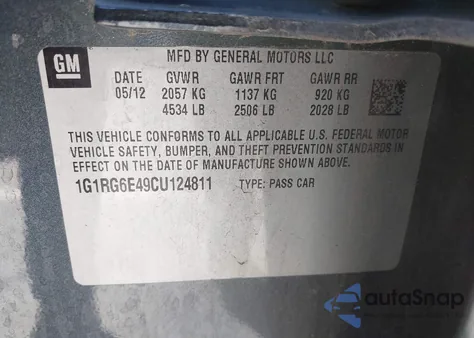 GM
MFD BY GENERAL MOTORS LLC
DATE GVWR GAWR FRT GAWR RR
05/12 2057 KG 1137 KG 920 KG
4534 LB 2506 LB 2028 LB
THIS VEHICLE CONFORMS TO ALL APPLICABLE U.S. FEDERAL MOTOR
VEHICLE SAFETY, BUMPER, AND THEFT PREVENTION STANDARDS IN
EFFECT ON THE DATE OF MANUFACTURE SHOWN ABOVE.
1G1RG6E49CU124811 TYPE: PASS CAR
autoSnap